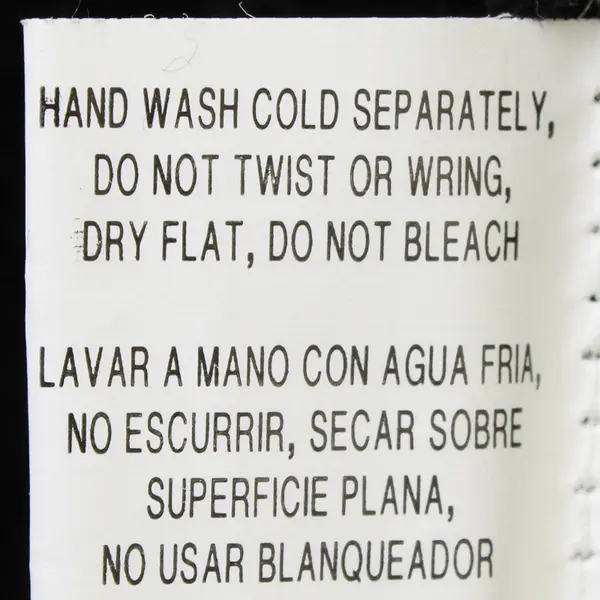 HAND WASH COLD SEPARATELY,
DO NOT TWIST OR WRING,
DRY FLAT, DO NOT BLEACH
LAVAR A MANO CON AGUA FRIA,
NO ESCURRIR, SECAR SOBRE
SUPERFICIE PLANA,
NO USAR BLANQUEADOR